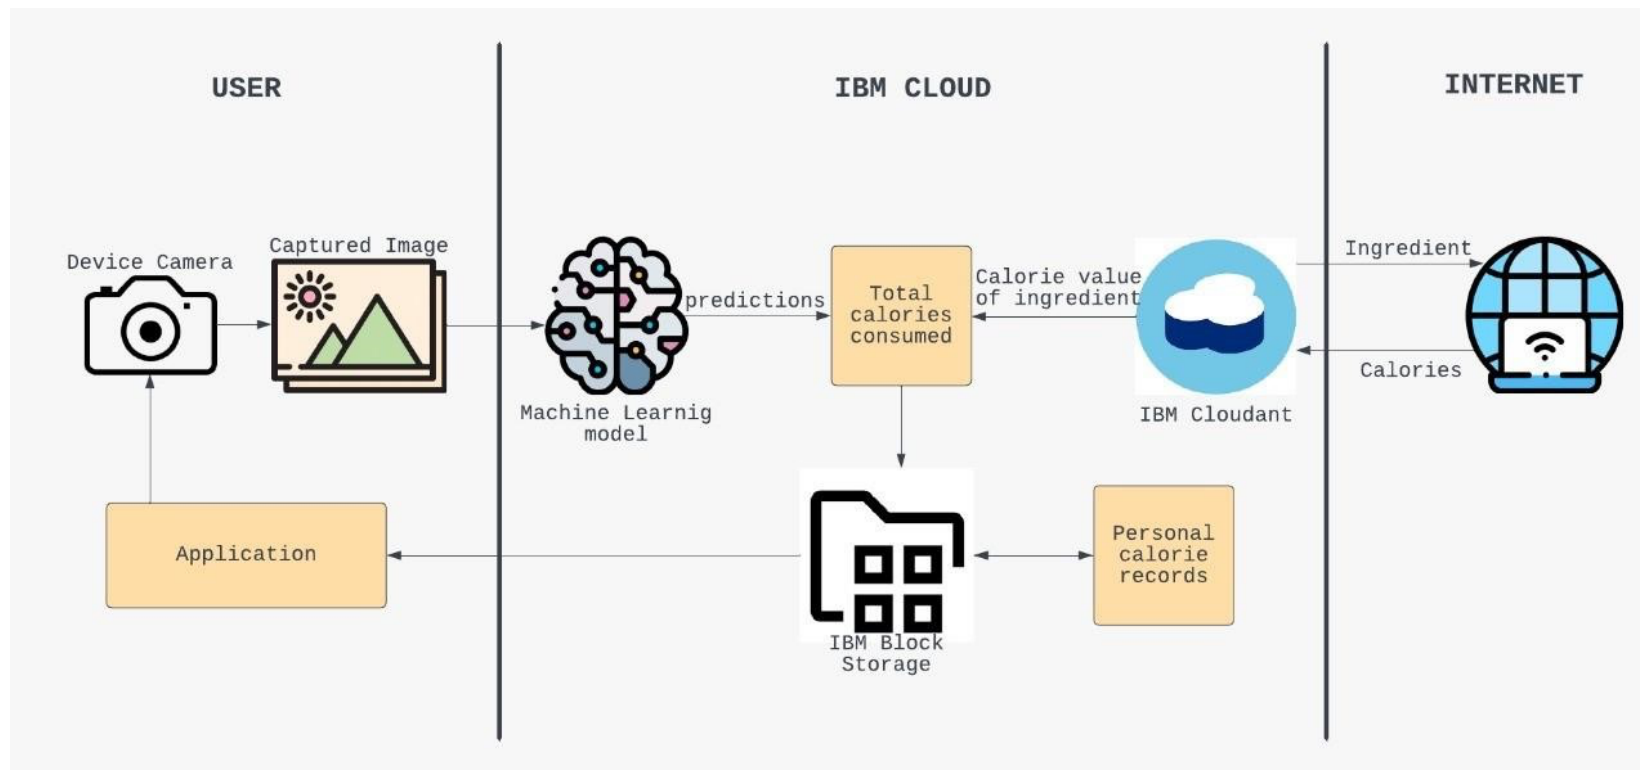 USER
IBM CLOUD
INTERNET
Device Camera
Captured Image
predictions
Total
calories
consumed
Calorie value
of ingredient
Ingredient
Calories
Machine Learnig
model
IBM Cloudant
Application
IBM Block
Storage
Personal
calorie
records